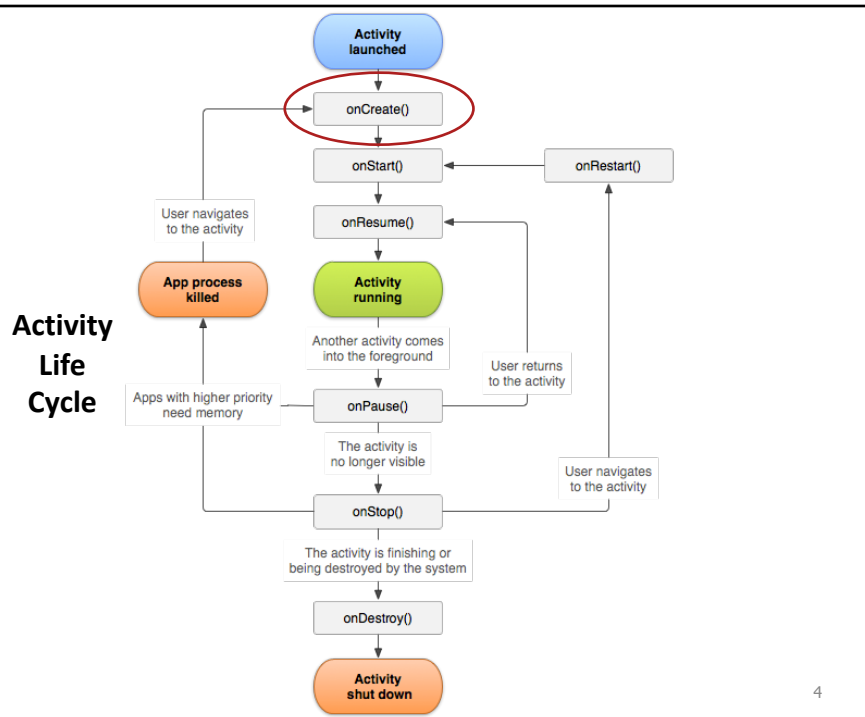 Activity
launched
onCreate()
onStart()
onRestart()
User navigates
to the activity
onResume()
App process
killed
Activity
running
Activity
Life
Cycle
Another activity comes
into the foreground
User returns
to the activity
Apps with higher priority
need memory
onPause()
The activity is
no longer visible
User navigates
to the activity
onStop()
The activity is finishing or
being destroyed by the system
onDestroy()
Activity
shut down
4